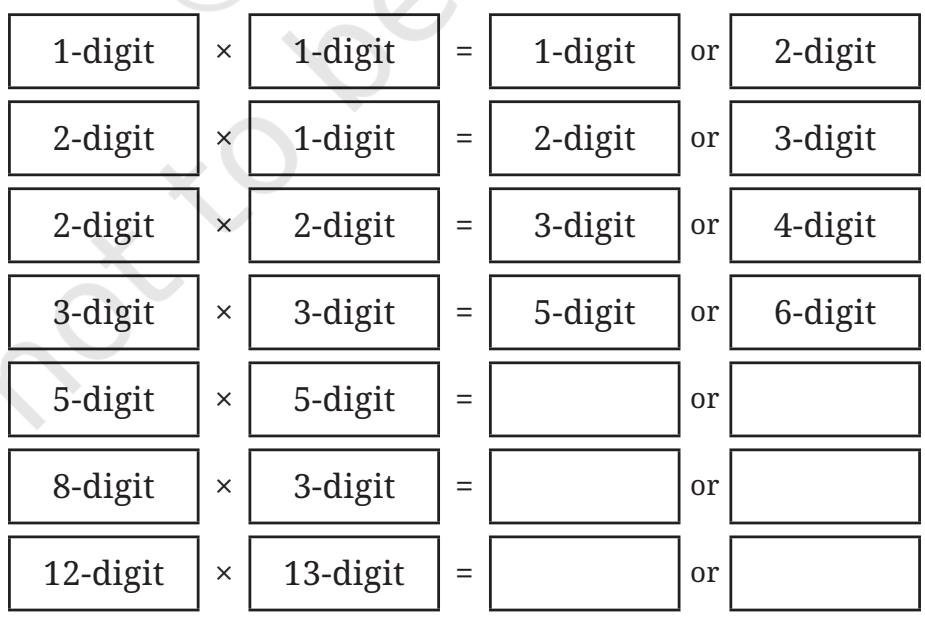 1-digit × 1-digit = 1-digit or 2-digit
2-digit × 1-digit = 2-digit or 3-digit
2-digit × 2-digit = 3-digit or 4-digit
3-digit × 3-digit = 5-digit or 6-digit
5-digit × 5-digit = or
8-digit × 3-digit = or
12-digit × 13-digit = or
not to be